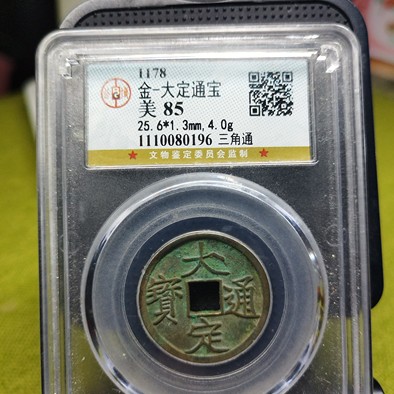 1178
金-大定通宝
美 85
25.6*1.3mm,4.0g
1110080196 三角通
★ 文物鉴定委员会监制 ★
大
寶 通
定